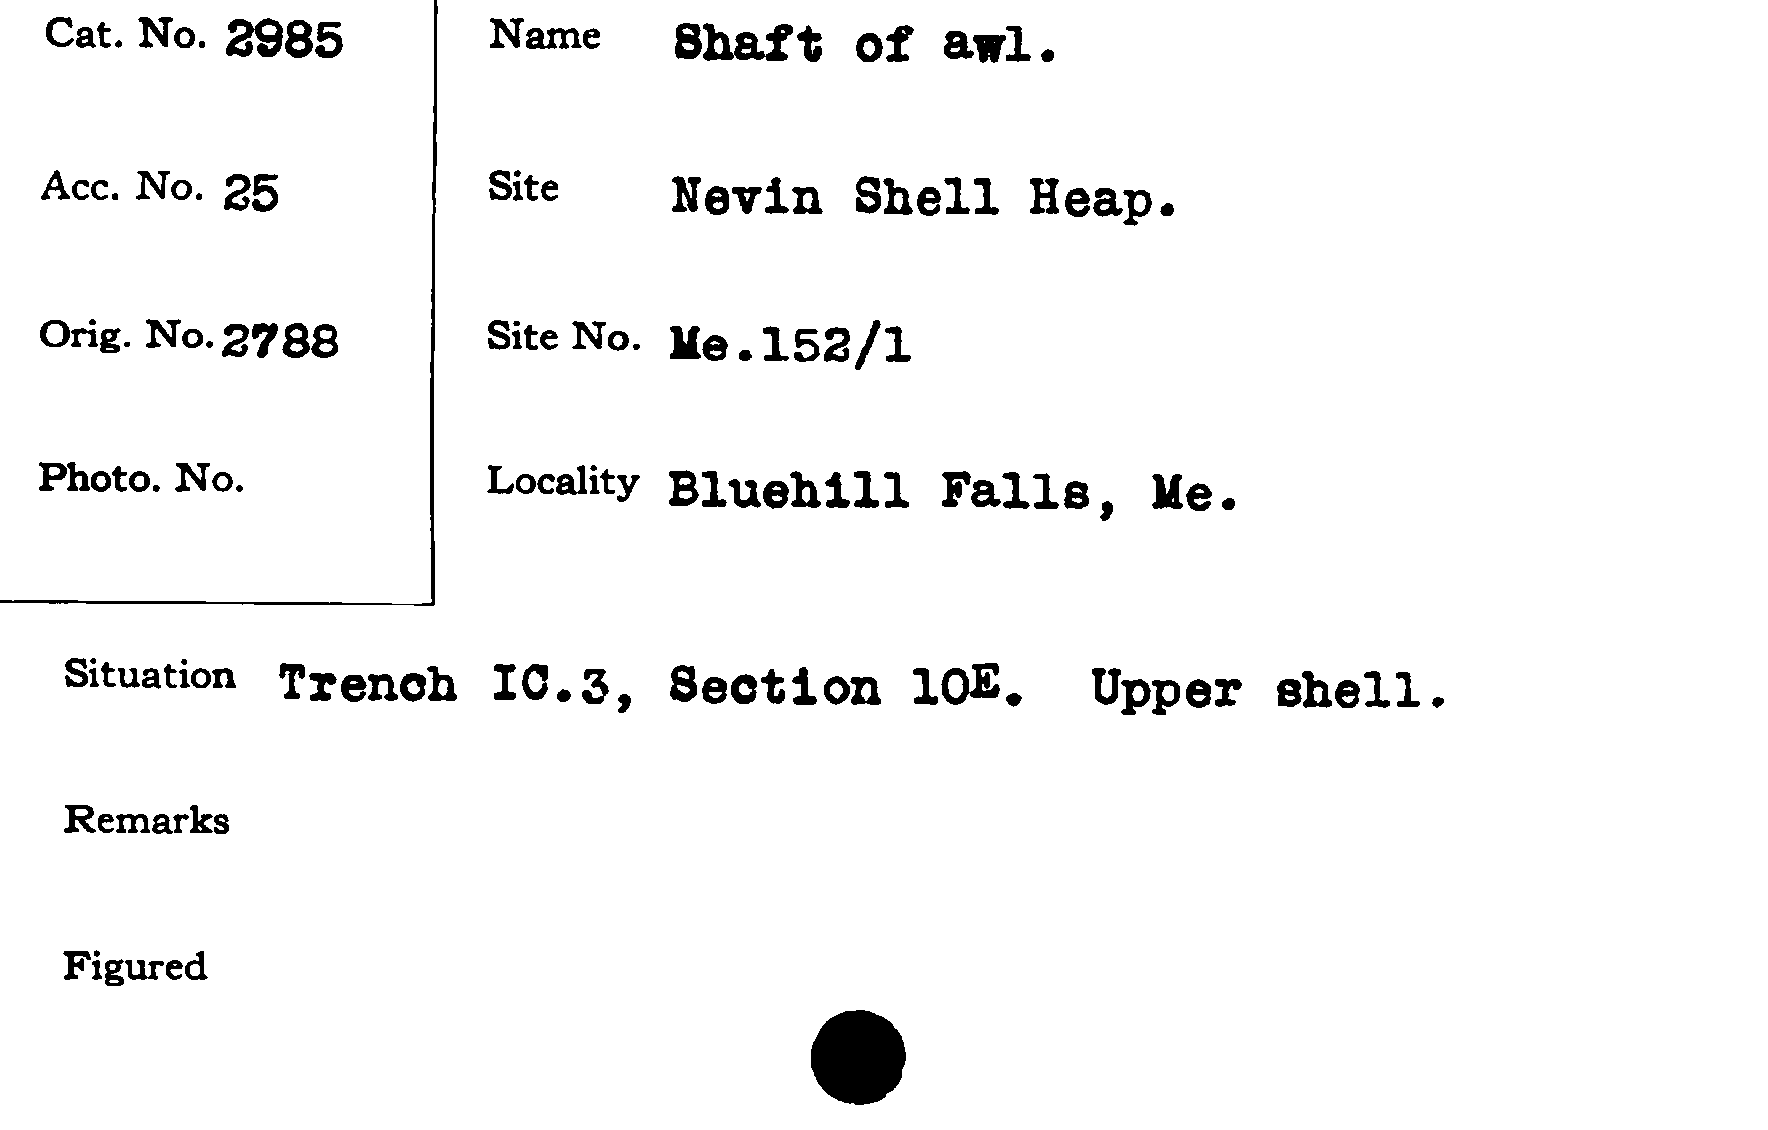 Cat. No. 2985
Name Shaft of awl.
Acc. No. 25
Site Nevin Shell Heap.
Orig. No. 2788
Site No. Me.152/1
Photo. No.
Locality Bluehill Falls, Me.
Situation Trench IC.3, Section 10E. Upper shell.
Remarks
Figured